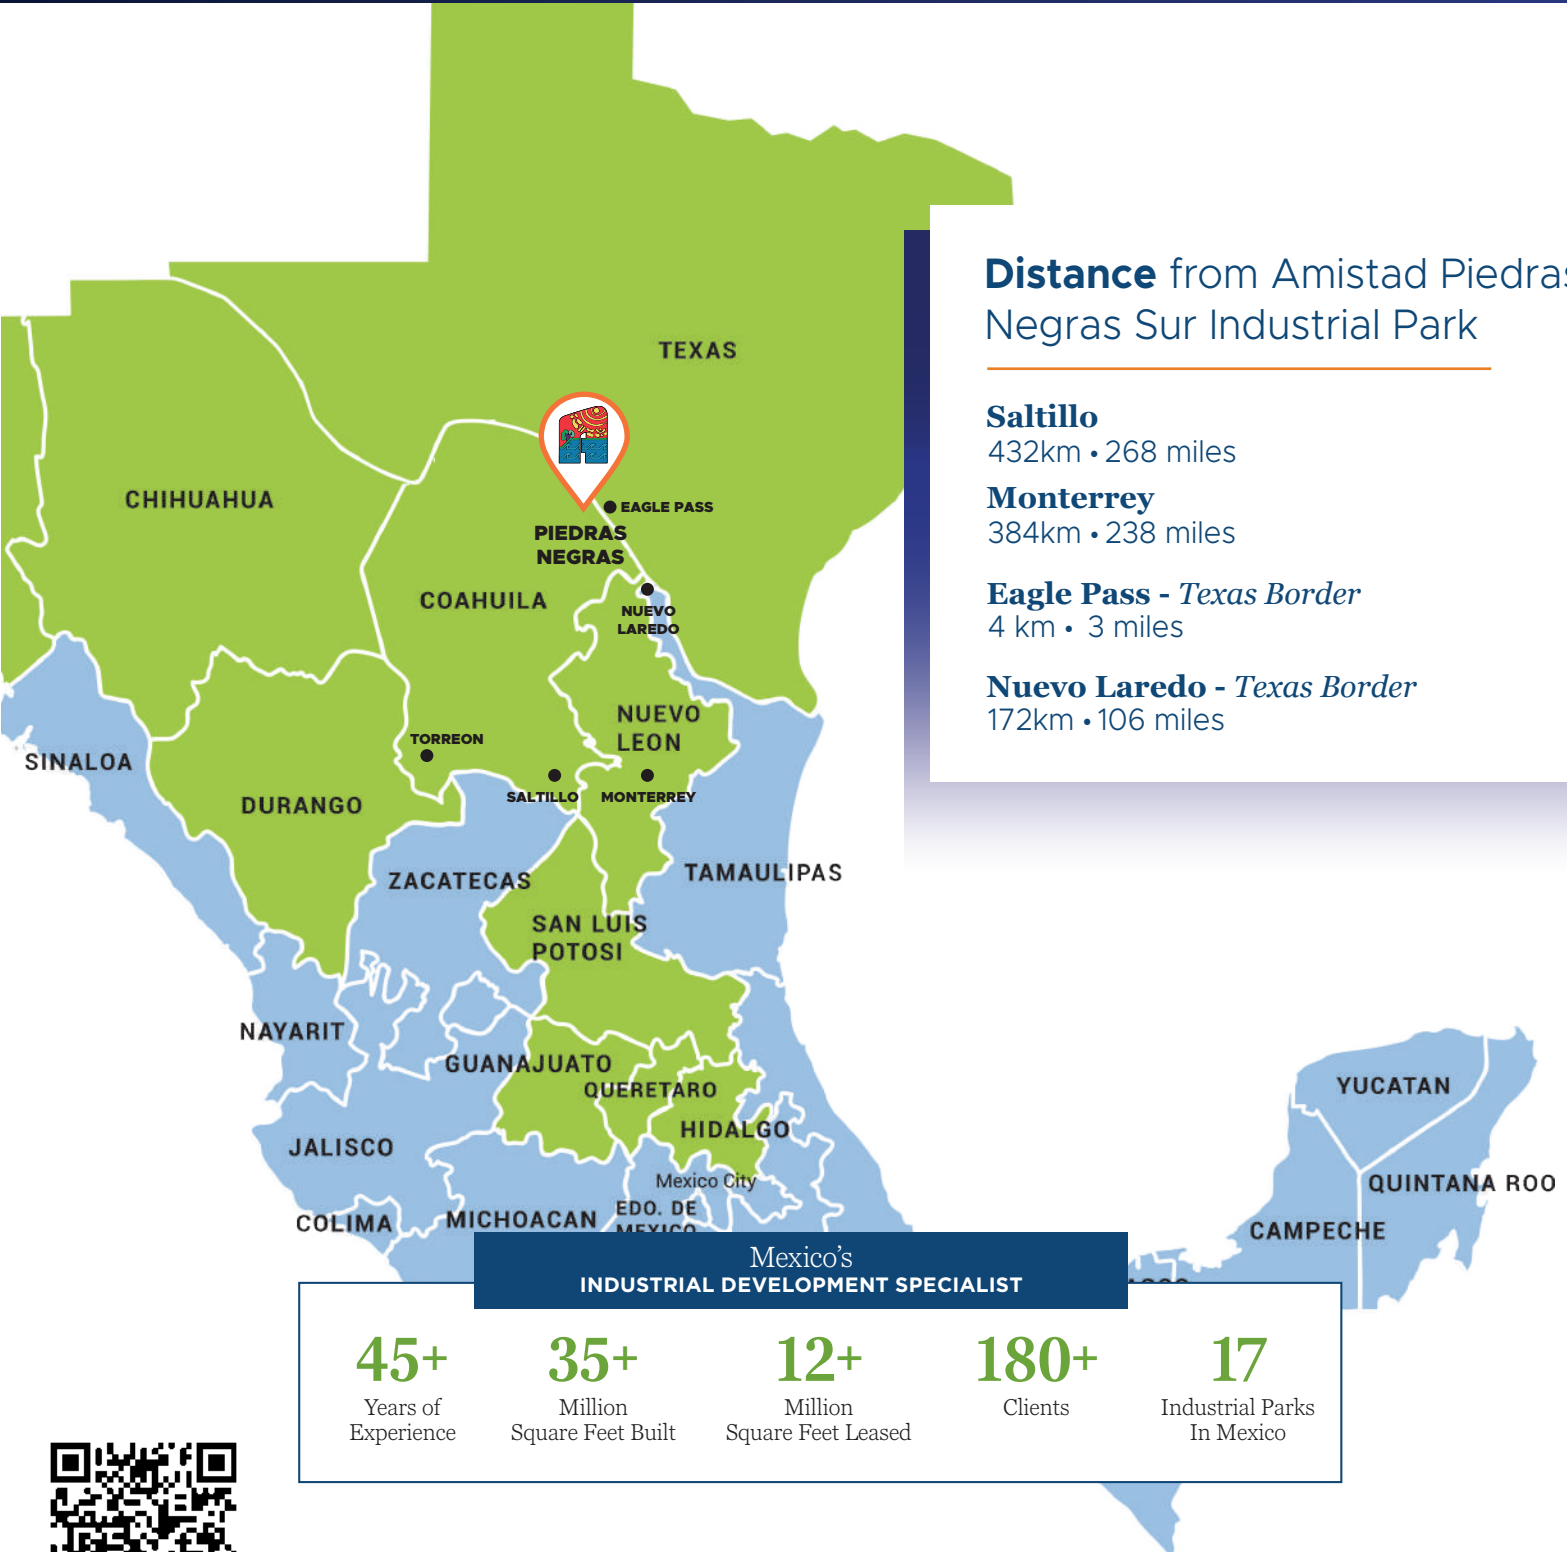 TEXAS
Distance from Amistad Piedras
Negras Sur Industrial Park
Saltillo
432km • 268 miles
Monterrey
384km • 238 miles
Eagle Pass - Texas Border
4 km • 3 miles
Nuevo Laredo - Texas Border
172km • 106 miles
CHIHUAHUA
EAGLE PASS
PIEDRAS
NEGRAS
COAHUILA
NUEVO
LAREDO
NUEVO
LEON
TORREON
SINALOA
DURANGO
SALTILLO
MONTERREY
ZACATECAS
TAMAULIPAS
SAN LUIS
POTOSI
NAYARIT
GUANAJUATO
QUERETARO
HIDALGO
JALISCO
Mexico City
COLIMA
MICHOACAN
EDO. DE
MEXICO
YUCATAN
QUINTANA ROO
CAMPECHE
Mexico's
INDUSTRIAL DEVELOPMENT SPECIALIST
45+
Years of
Experience
35+
Million
Square Feet Built
12+
Million
Square Feet Leased
180+
Clients
17
Industrial Parks
In Mexico